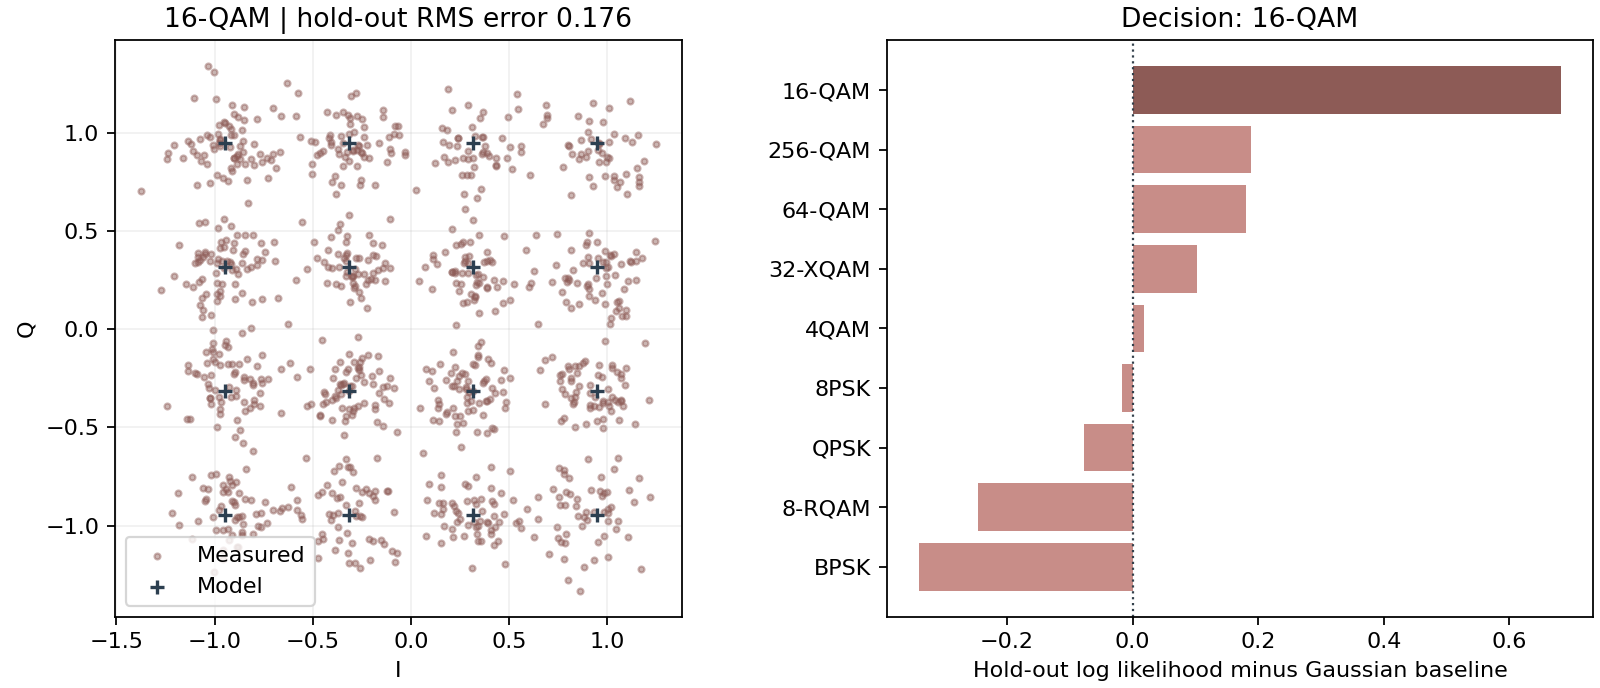 16-QAM | hold-out RMS error 0.176
Q
1.0
0.5
0.0
−0.5
−1.0
Measured
Model
−1.5
−1.0
−0.5
0.0
0.5
1.0
I
Decision: 16-QAM
16-QAM
256-QAM
64-QAM
32-XQAM
4QAM
8PSK
QPSK
8-RQAM
BPSK
−0.2
0.0
0.2
0.4
0.6
Hold-out log likelihood minus Gaussian baseline